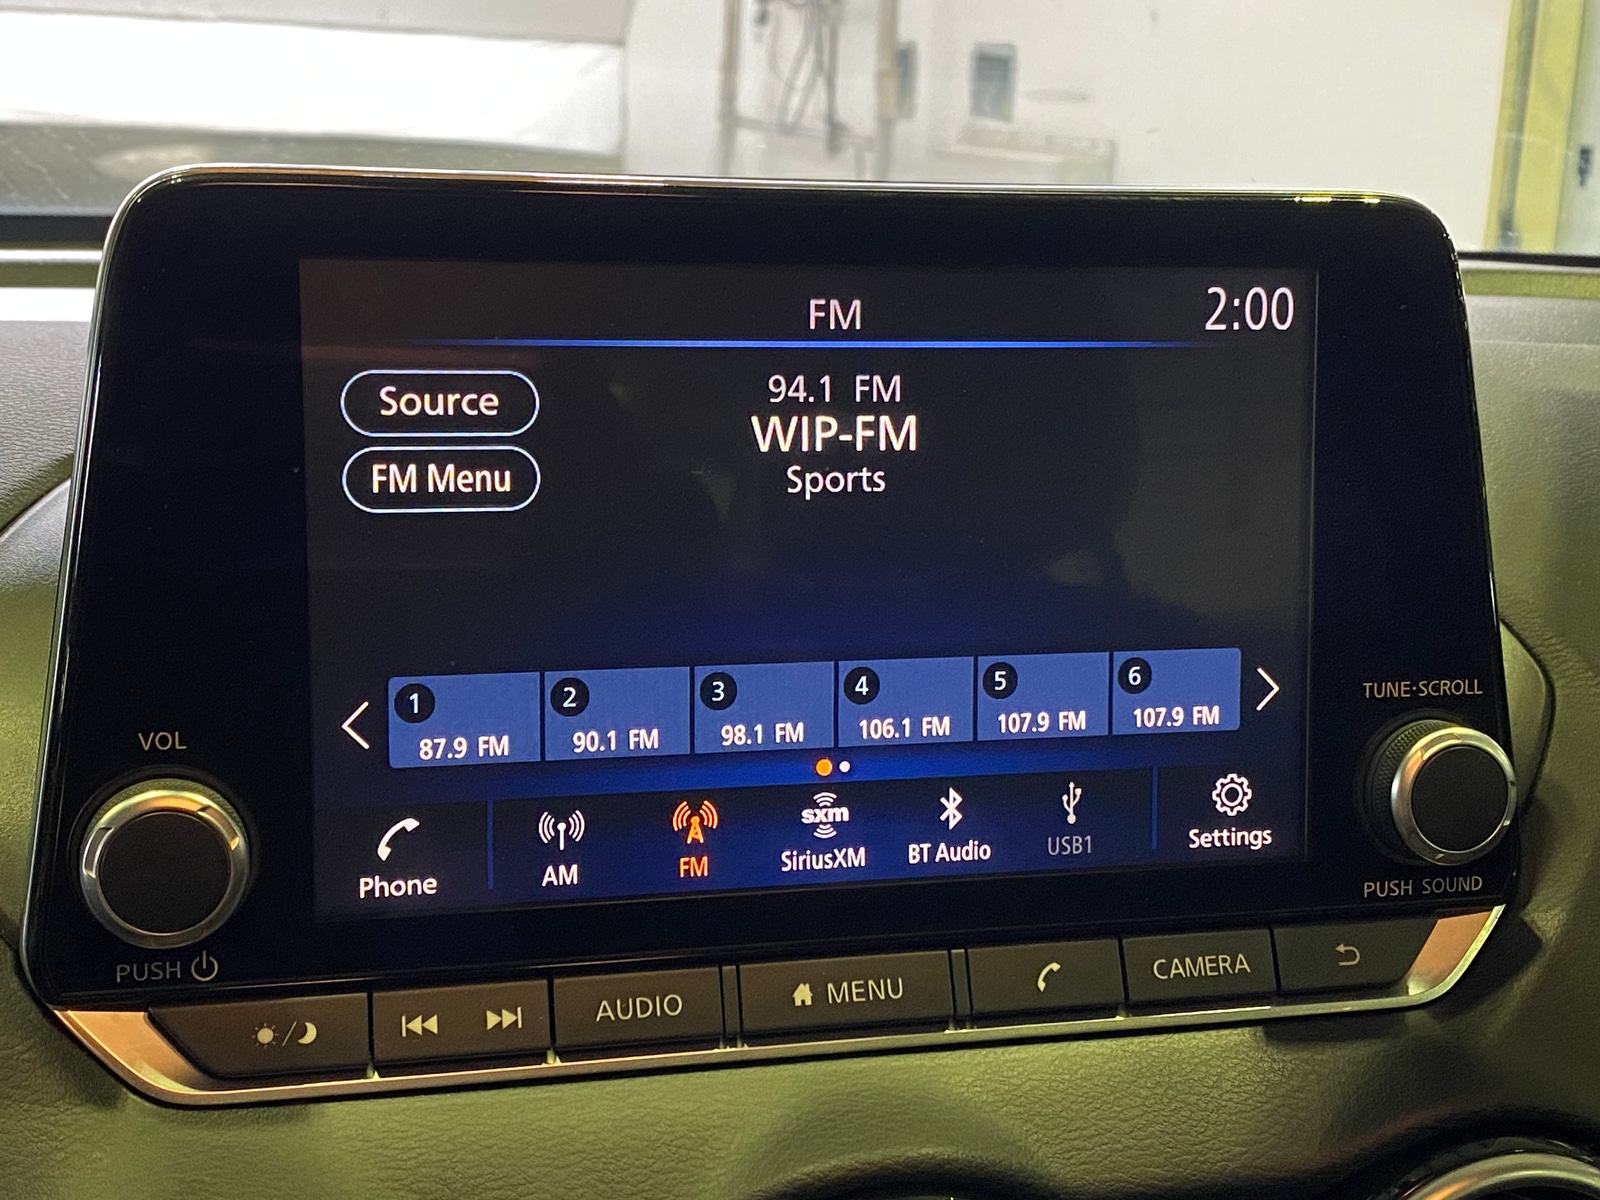 FM
2:00
Source
94.1 FM
WIP-FM
FM Menu
Sports
1
2
3
4
5
6
87.9 FM
90.1 FM
98.1 FM
106.1 FM
107.9 FM
107.9 FM
Phone
AM
FM
sxm
SiriusXM
BT Audio
USB1
Settings
VOL
PUSH
TUNE·SCROLL
PUSH SOUND
AUDIO
MENU
CAMERA